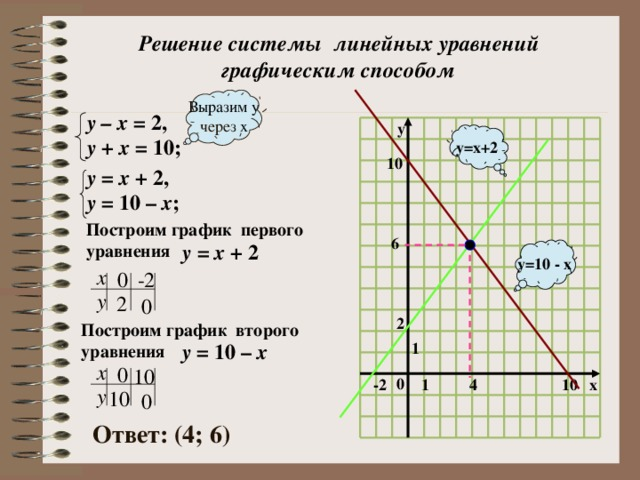 Решение системы линейных уравнений
графическим способом
Выразим у
через х
у – х = 2,
у + х = 10;
у = х + 2,
у = 10 – х;
Построим график первого
уравнения у = х + 2
х 0 -2
у 2 0
Построим график второго
уравнения у = 10 – х
х 0 10
у 10 0
Ответ: (4; 6)
у
у=х+2
10
6
у=10 - х
2
1
-2 0 1 4 10 х